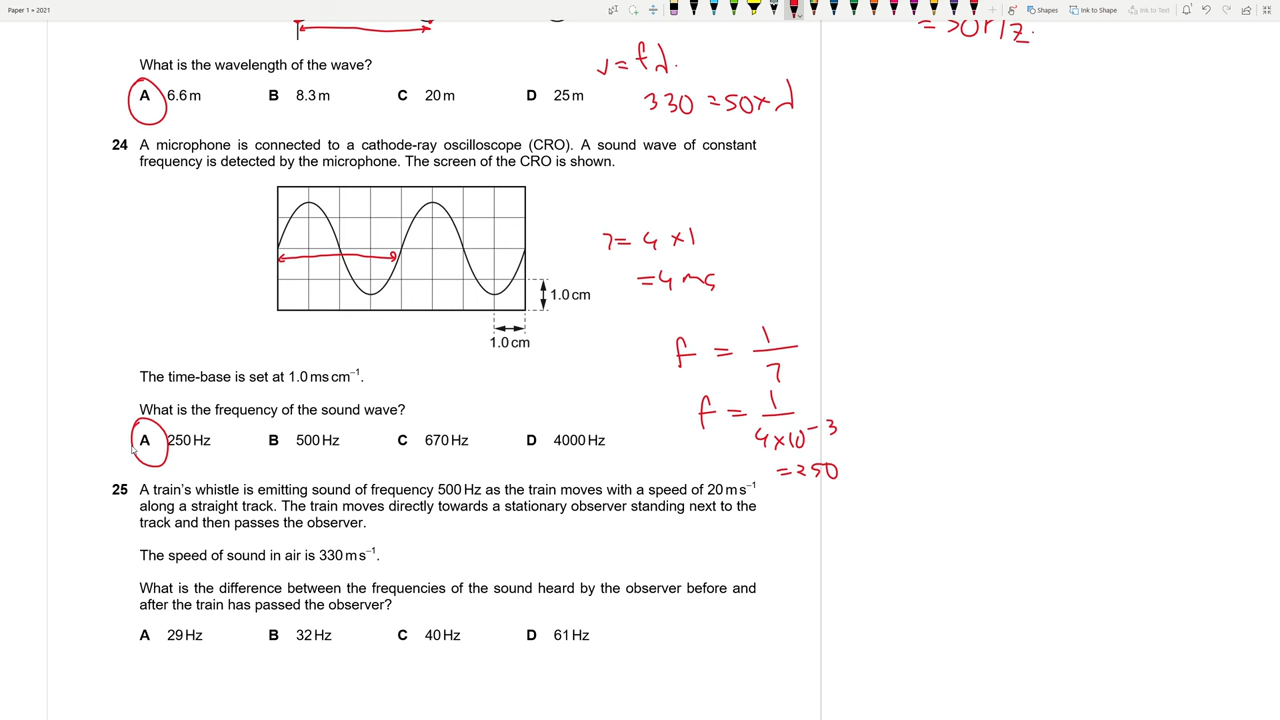 Paper 1 • 2021
Shapes
Ink to Shape
Ink to Text
= 50Hz.
What is the wavelength of the wave?
v = fλ.
A 6.6 m B 8.3 m C 20 m D 25 m
330 = 50 × λ
24 A microphone is connected to a cathode-ray oscilloscope (CRO). A sound wave of constant
frequency is detected by the microphone. The screen of the CRO is shown.
T= 4 × 1
= 4 ms
1.0 cm
1.0 cm
f = 1/T
The time-base is set at 1.0 ms cm⁻¹.
What is the frequency of the sound wave?
f = 1/4×10⁻³
A 250 Hz B 500 Hz C 670 Hz D 4000 Hz
= 250
25 A train's whistle is emitting sound of frequency 500 Hz as the train moves with a speed of 20 m s⁻¹
along a straight track. The train moves directly towards a stationary observer standing next to the
track and then passes the observer.
The speed of sound in air is 330 m s⁻¹.
What is the difference between the frequencies of the sound heard by the observer before and
after the train has passed the observer?
A 29 Hz B 32 Hz C 40 Hz D 61 Hz